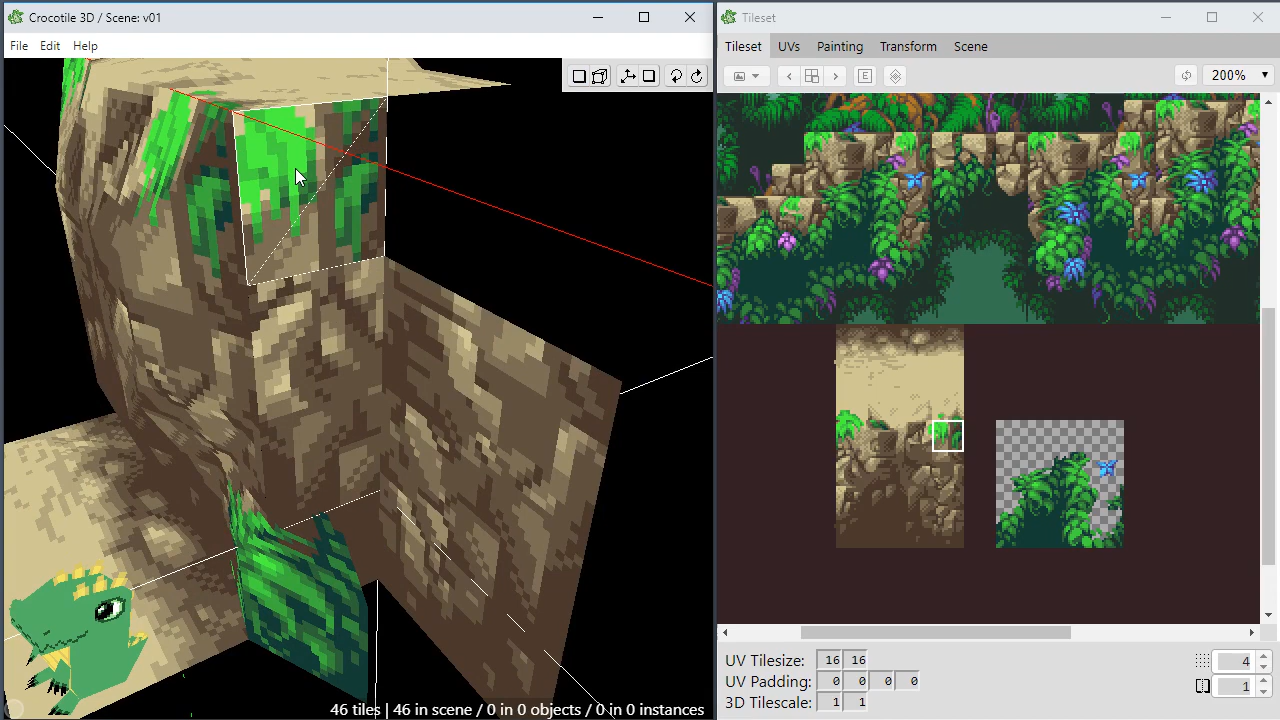 Crocotile 3D / Scene: v01
File Edit Help
46 tiles | 46 in scene / 0 in 0 objects / 0 in 0 instances
Tileset
Tileset UVs Painting Transform Scene
E
200%
UV Tilesize: 16 16
UV Padding: 0 0 0 0
3D Tilescale: 1 1
4
1